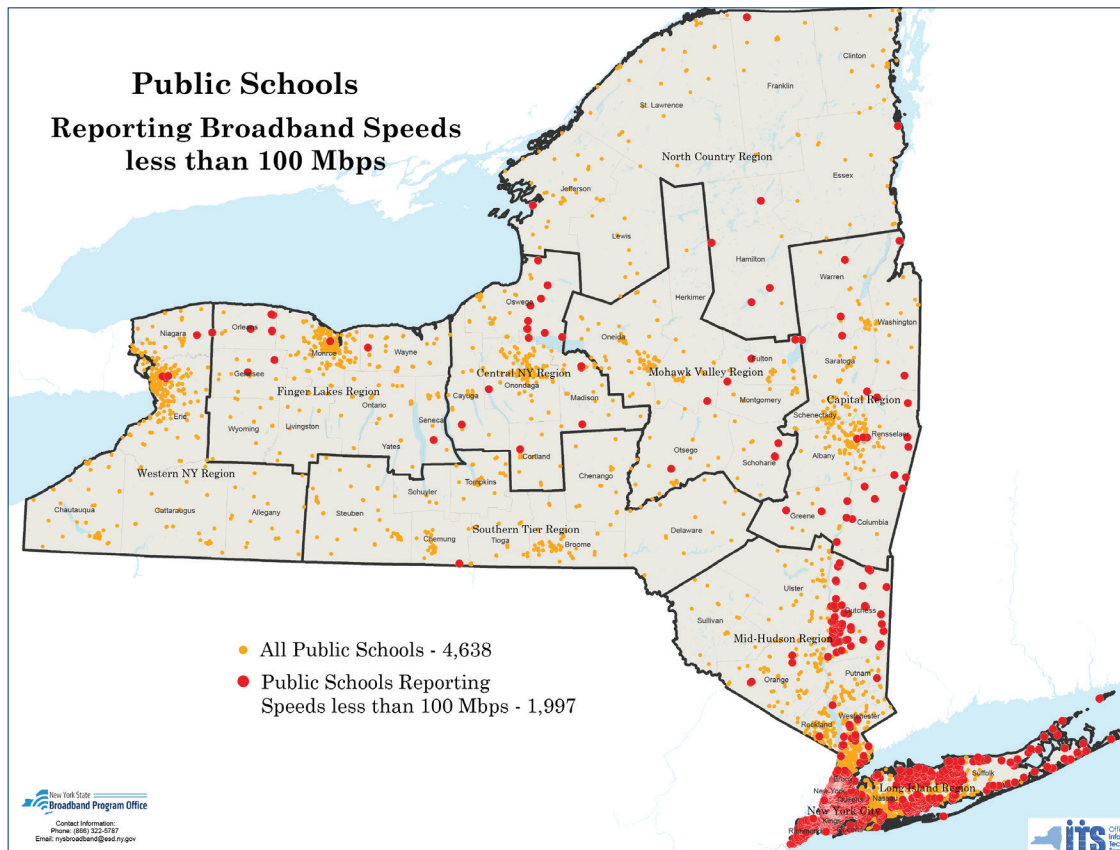 Public Schools
Reporting Broadband Speeds
less than 100 Mbps
Clinton
Franklin
St. Lawrence
North Country Region
Essex
Jefferson
Lewis
Hamilton
Warren
Herkimer
Oswego
Washington
Niagara
Orleans
Oneida
Monroe
Wayne
Fulton
Saratoga
Genesee
Central NY Region
Mohawk Valley Region
Onondaga
Finger Lakes Region
Cayuga
Madison
Montgomery
Capital Region
Ontario
Schenectady
Erie
Seneca
Wyoming
Livingston
Rensselaer
Yates
Otsego
Albany
Cortland
Schoharie
Western NY Region
Chenango
Tompkins
Schuyler
Chautauqua
Cattaraugus
Allegany
Steuben
Greene
Columbia
Southern Tier Region
Delaware
Chemung
Tioga
Broome
Ulster
Dutchess
Sullivan
Mid-Hudson Region
All Public Schools - 4,638
Putnam
Orange
Public Schools Reporting
Speeds less than 100 Mbps - 1,997
Westchester
Rockland
Suffolk
Bronx
Long Island Region
New York
Nassau
Queens
New York City
Kings
Richmond
New York State
Broadband Program Office
Contact Information:
Phone: (866) 322-5787
Email: nysbroadband@esd.ny.gov
its